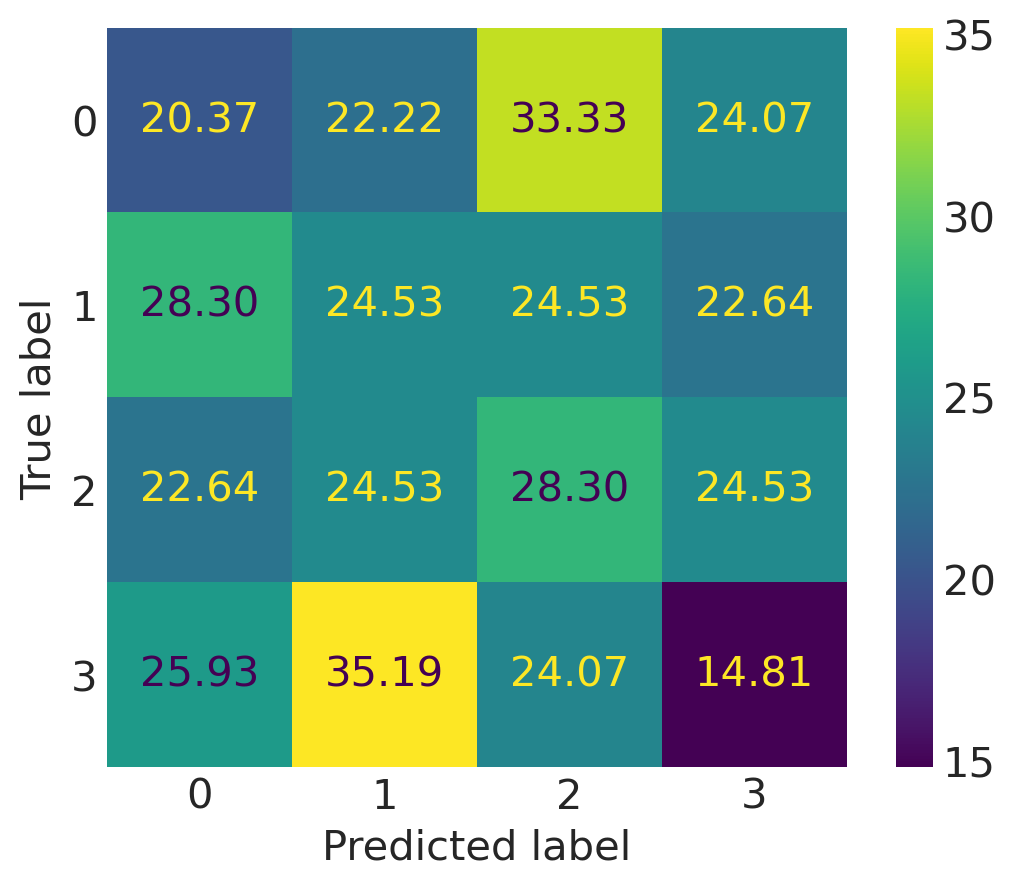 True label
0 20.37 22.22 33.33 24.07
1 28.30 24.53 24.53 22.64
2 22.64 24.53 28.30 24.53
3 25.93 35.19 24.07 14.81
0 1 2 3
Predicted label
35
30
25
20
15